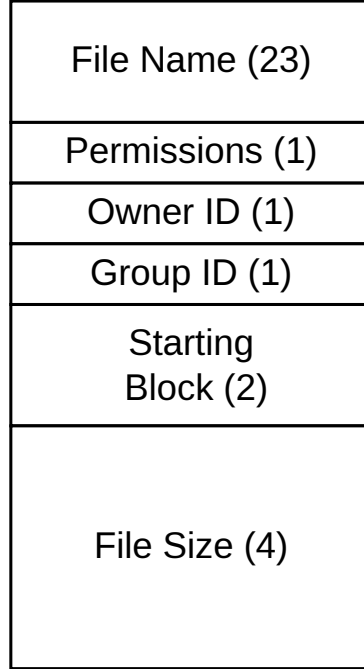 File Name (23)
Permissions (1)
Owner ID (1)
Group ID (1)
Starting
Block (2)
File Size (4)